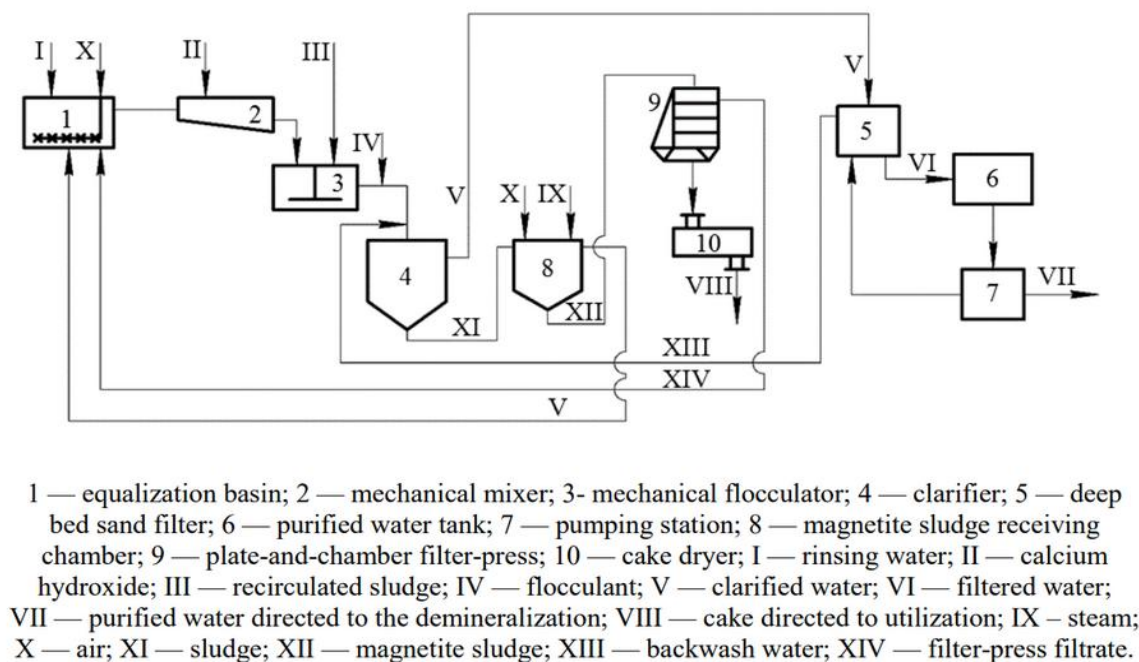 I X II III
V
1 2 9 5
IV VI
3 V X IX 6
10
4 8 VIII 7 VII
XI XII
XIII
XIV
V
1 — equalization basin; 2 — mechanical mixer; 3- mechanical flocculator; 4 — clarifier; 5 — deep
bed sand filter; 6 — purified water tank; 7 — pumping station; 8 — magnetite sludge receiving
chamber; 9 — plate-and-chamber filter-press; 10 — cake dryer; I — rinsing water; II — calcium
hydroxide; III — recirculated sludge; IV — flocculant; V — clarified water; VI — filtered water;
VII — purified water directed to the demineralization; VIII — cake directed to utilization; IX – steam;
X — air; XI — sludge; XII — magnetite sludge; XIII — backwash water; XIV — filter-press filtrate.